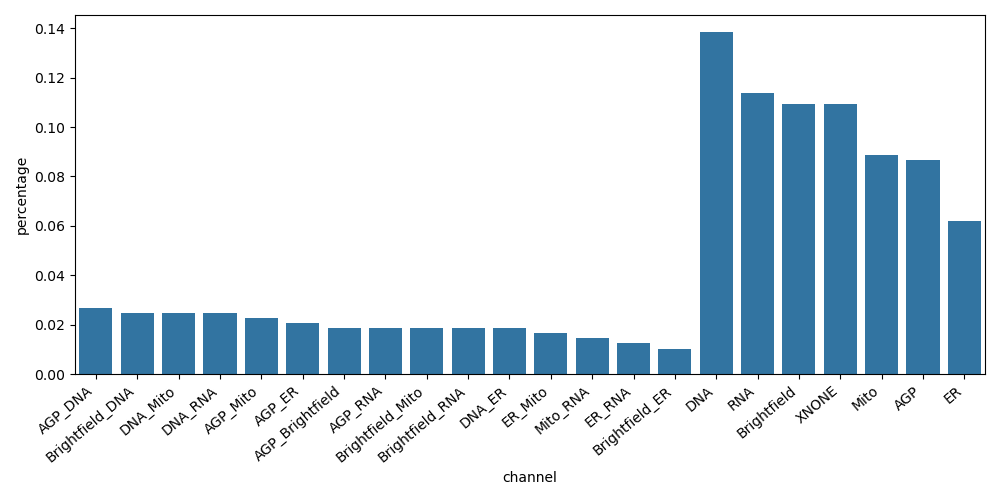 percentage
0.14
0.12
0.10
0.08
0.06
0.04
0.02
0.00
AGP_DNA
Brightfield_DNA
DNA_Mito
DNA_RNA
AGP_Mito
AGP_ER
AGP_Brightfield
AGP_RNA
Brightfield_Mito
Brightfield_RNA
DNA_ER
ER_Mito
Mito_RNA
ER_RNA
Brightfield_ER
DNA
RNA
Brightfield
XNONE
Mito
AGP
ER
channel